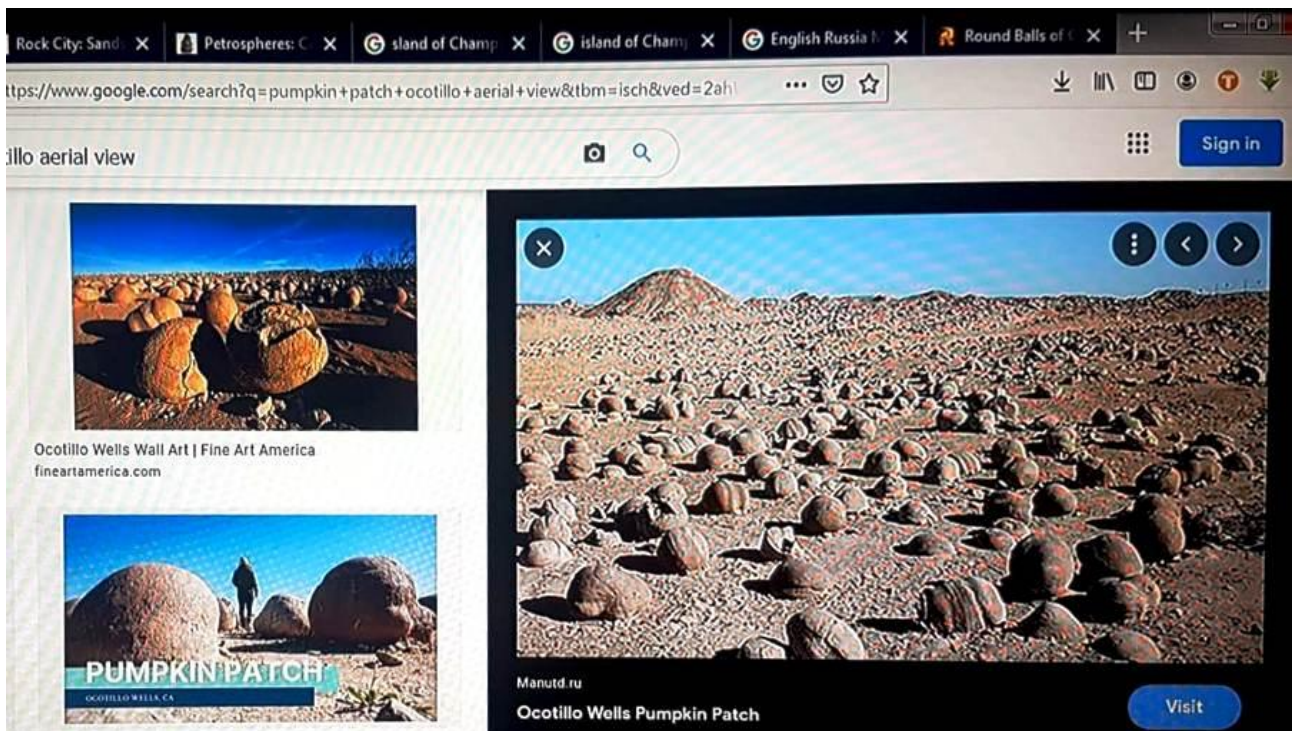 Rock City: Sand
Petrospheres: C
sland of Champ
island of Cham
English Russia
Round Balls of
ttps://www.google.com/search?q=pumpkin+patch+ocotillo+aerial+view&tbm=isch&ved=2ah
illo aerial view
Sign in
Ocotillo Wells Wall Art | Fine Art America
fineartamerica.com
PUMPKIN PATCH
OCOTILLO WELLS, CA
Manutd.ru
Ocotillo Wells Pumpkin Patch
Visit